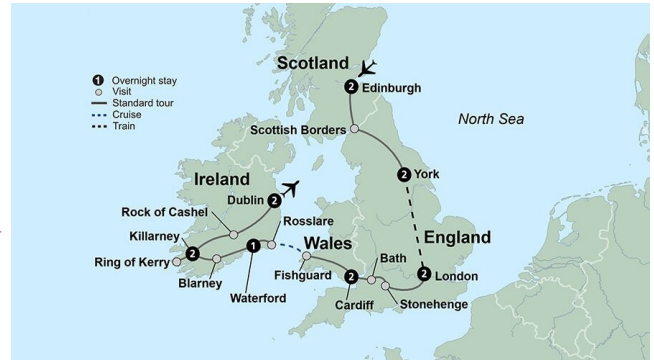 Scotland
1 Overnight stay
Visit
Standard tour
Cruise
Train
2 Edinburgh
North Sea
Scottish Borders
2 York
Ireland
Dublin 2
Rock of Cashel
Rosslare
Killarney
2
1
Wales
England
Bath
Ring of Kerry
Fishguard
2
2 London
Blarney
Waterford
Cardiff
Stonehenge